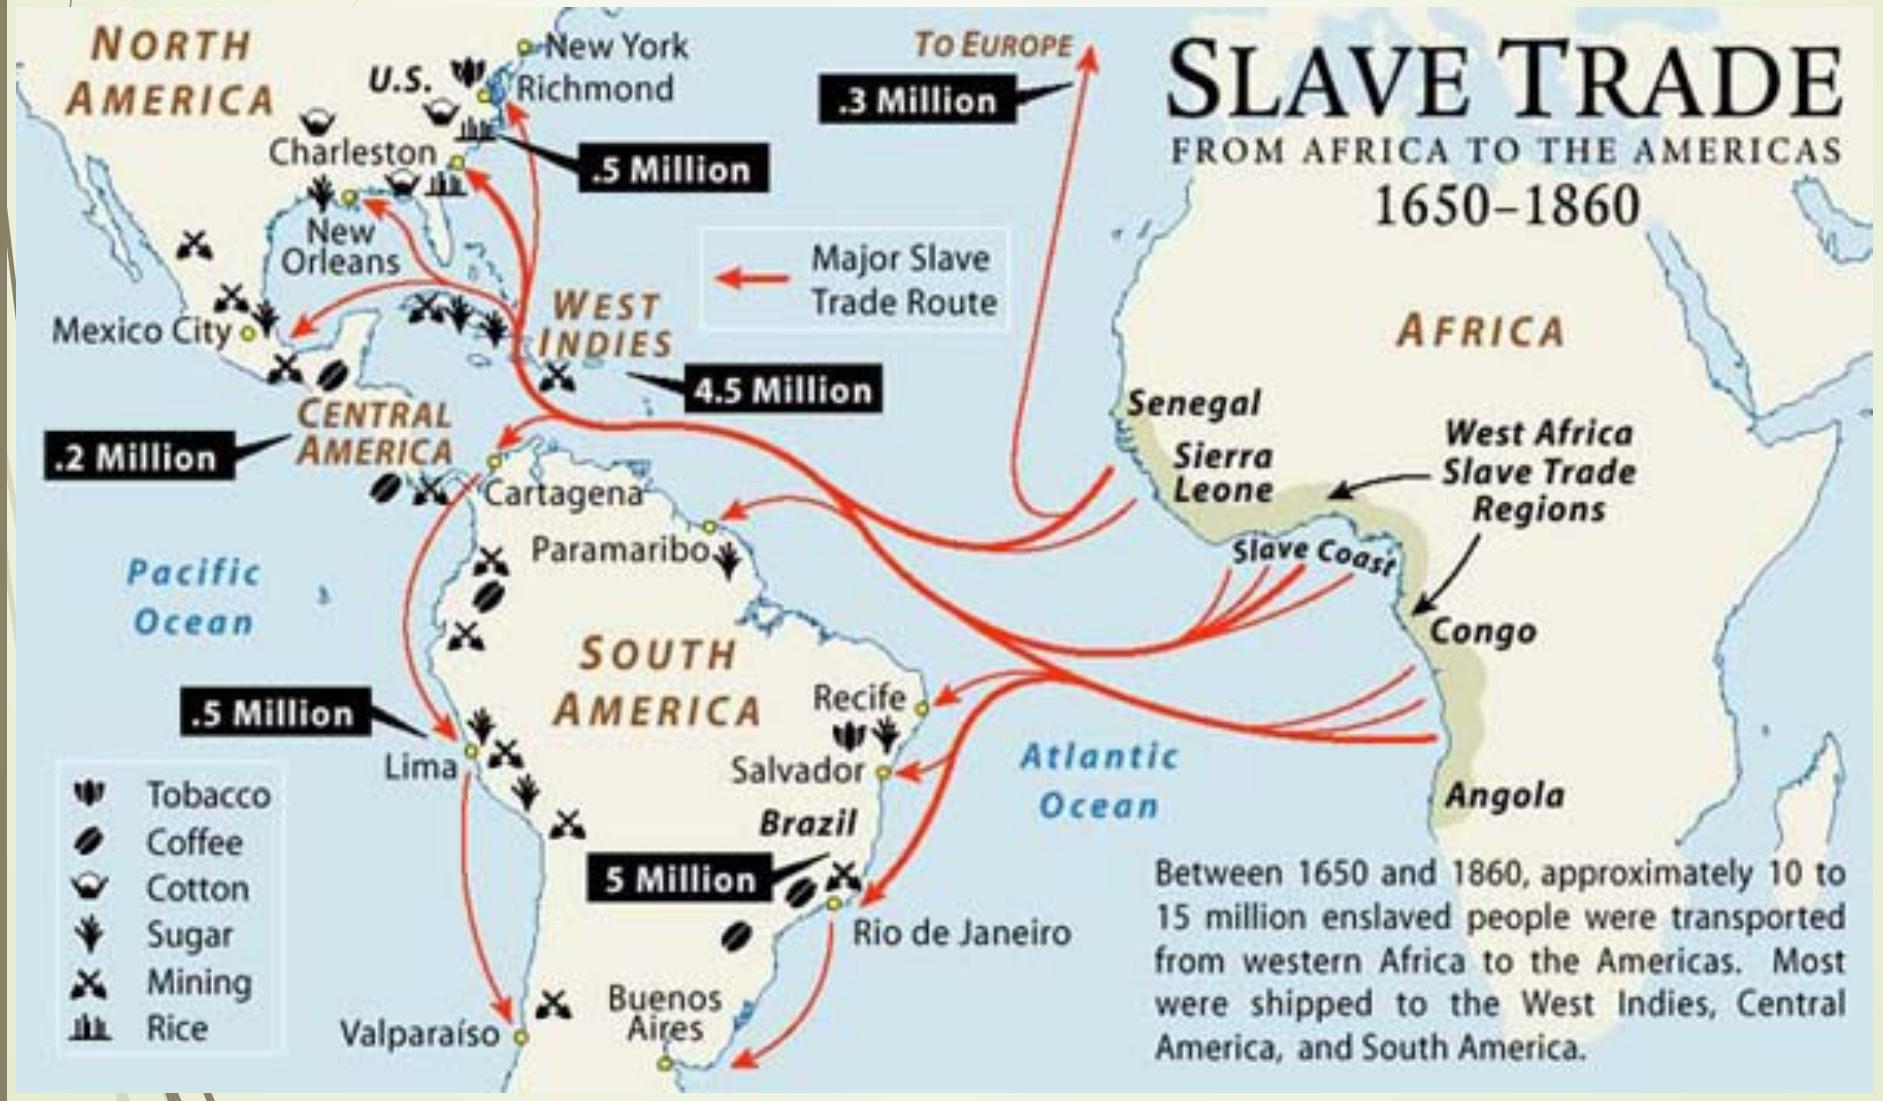 SLAVE TRADE
FROM AFRICA TO THE AMERICAS
1650–1860
NORTH
AMERICA
U.S.
New York
Richmond
Charleston
New
Orleans
Mexico City
TO EUROPE
.3 Million
.5 Million
Major Slave
Trade Route
WEST
INDIES
4.5 Million
CENTRAL
AMERICA
.2 Million
AFRICA
Senegal
Sierra
Leone
West Africa
Slave Trade
Regions
Slave Coast
Congo
Angola
Cartagena
Paramaribo
Pacific
Ocean
SOUTH
AMERICA
Recife
Salvador
Brazil
5 Million
Rio de Janeiro
Atlantic
Ocean
.5 Million
Lima
Valparaíso
Buenos
Aires
Tobacco
Coffee
Cotton
Sugar
Mining
Rice
Between 1650 and 1860, approximately 10 to
15 million enslaved people were transported
from western Africa to the Americas. Most
were shipped to the West Indies, Central
America, and South America.